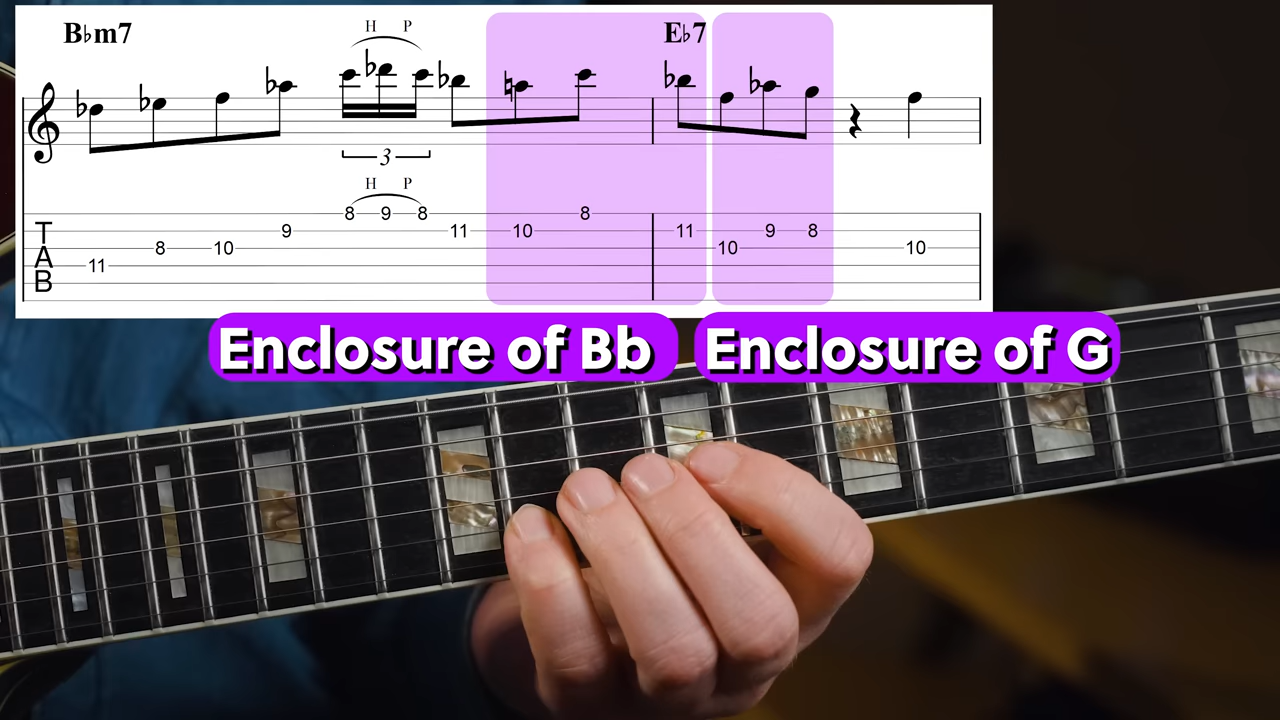 B♭m7 H P E♭7
3
H P
8 9 8 8
T 9 11 10 11 9 8
A 8 10 10 10
B 11
Enclosure of Bb Enclosure of G